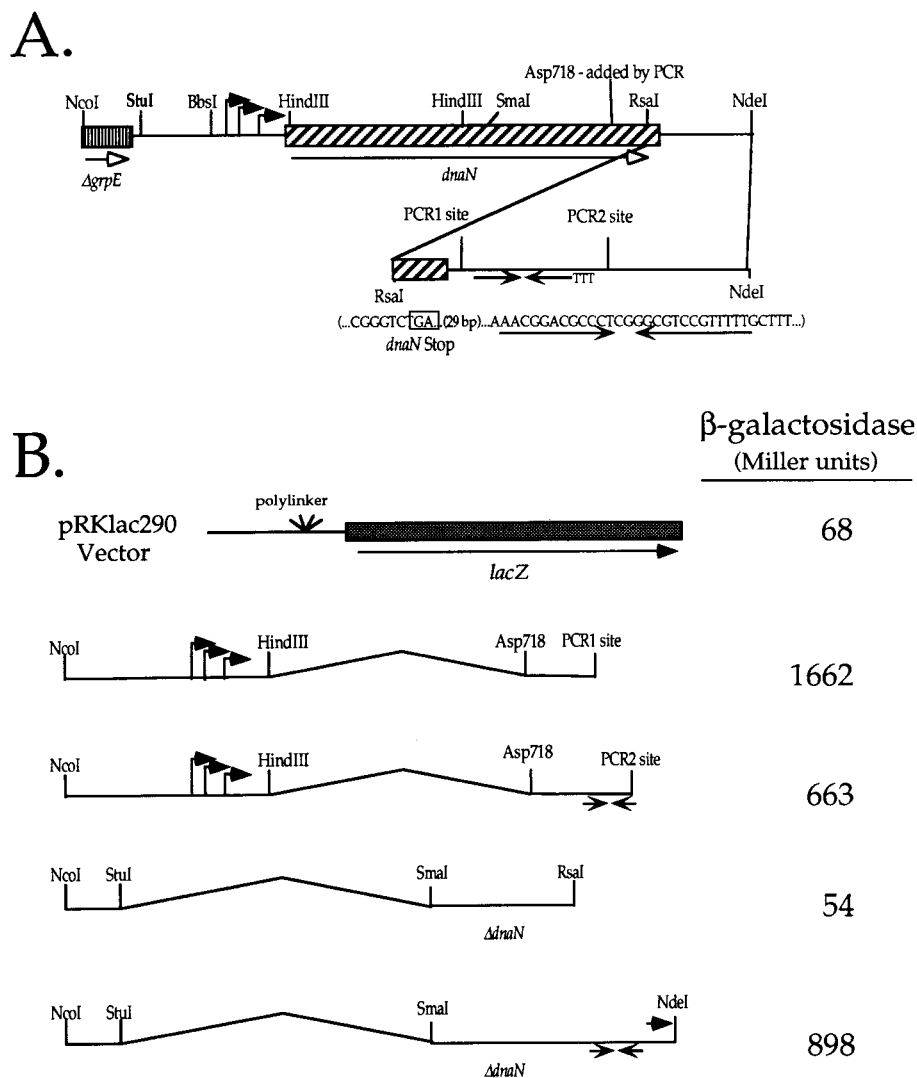 A.
Asp718 - added by PCR
NcoI StuI BbsI HindIII HindIII SmaI RsaI NdeI
ΔgrpE
dnaN
PCR1 site PCR2 site
TTT
RsaI NdeI
(...CGGGTCTGA...(29 bp)...AAACGGACGCCCTCGGGCGTCCGTTTTTGCTTT...)
dnaN Stop
B.
β-galactosidase
(Miller units)
polylinker
pRKlac290
Vector
68
lacZ
NcoI HindIII Asp718 PCR1 site
1662
NcoI HindIII Asp718 PCR2 site
663
NcoI StuI SmaI RsaI
54
ΔdnaN
NcoI StuI SmaI NdeI
898
ΔdnaN